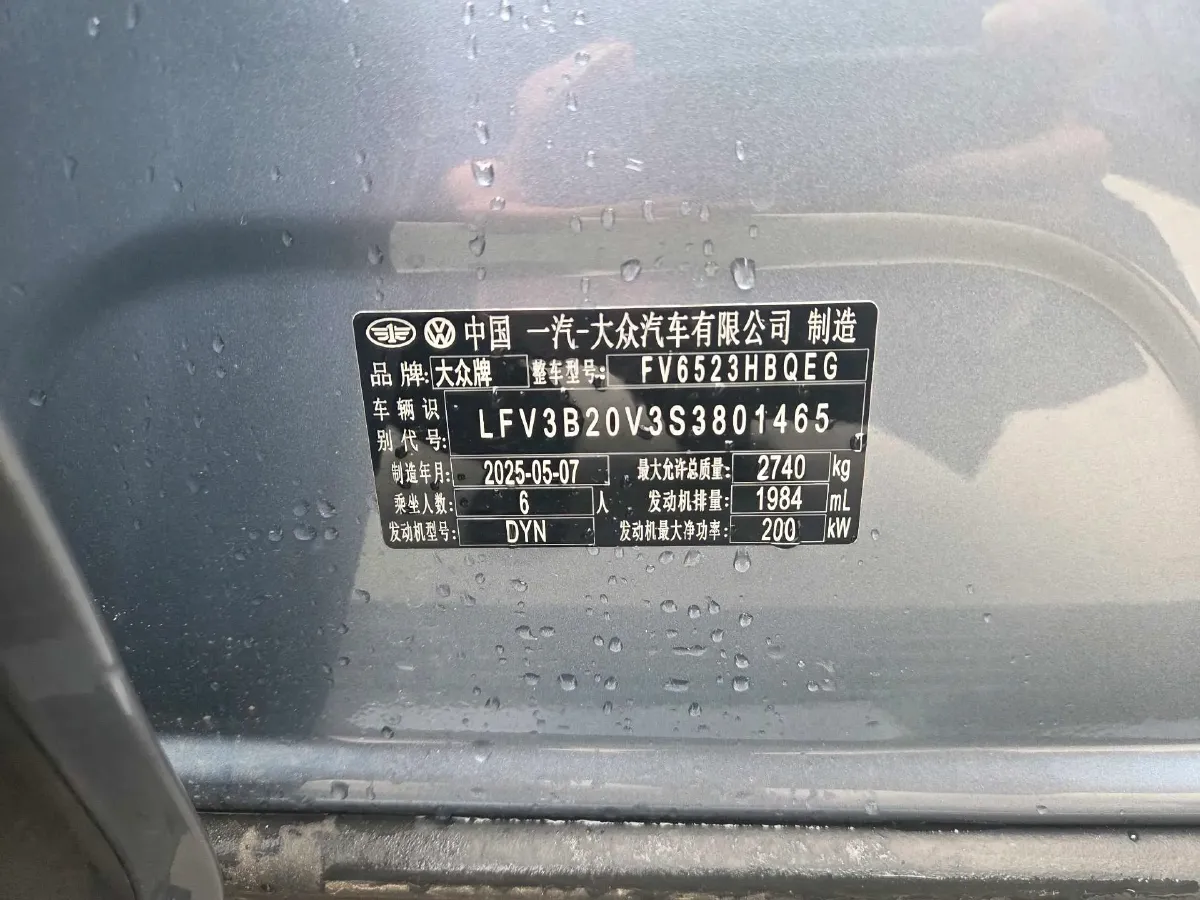 中国 一汽-大众汽车有限公司 制造
品 牌: 大众牌 整车型号: FV6523HBQEG
车 辆 识
别 代 号: LFV3B20V3S3801465
制造年月: 2025-05-07 最大允许总质量: 2740 kg
乘坐人数: 6 人 发动机排量: 1984 mL
发动机型号: DYN 发动机最大净功率: 200 kW